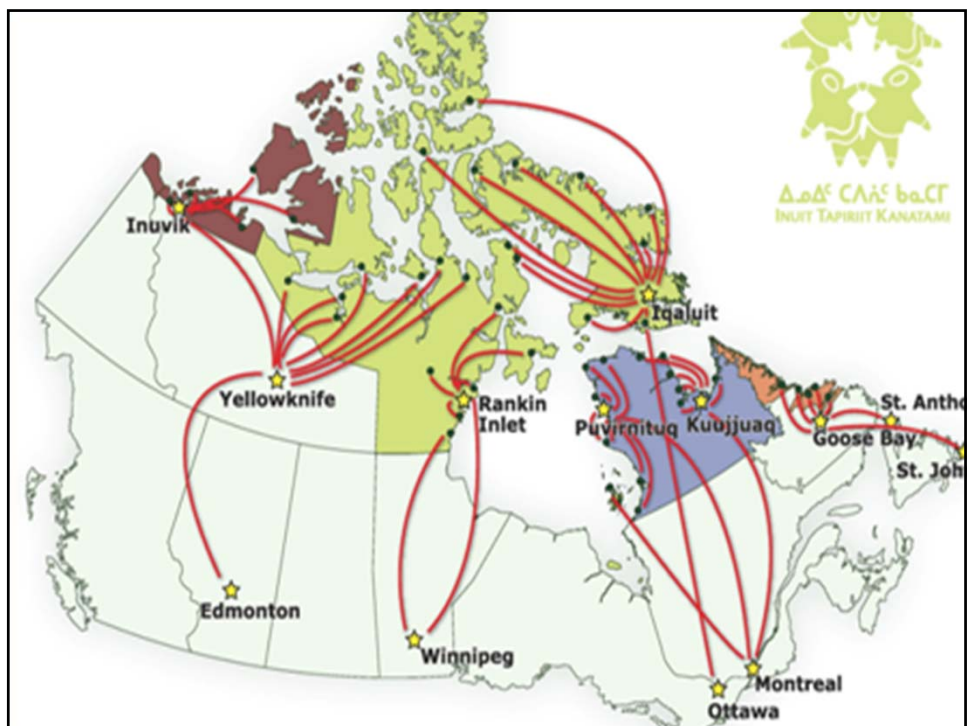 ᐃᓄᐃᑦ ᑕᐱᕇᑦ ᑲᓇᑕᒥ
INUIT TAPIRIIT KANATAMI
Inuvik
Iqaluit
Yellowknife
Rankin
Inlet
Puvirnituq
Kuujjuaq
St. Antho
Goose Bay
St. Joh
Edmonton
Winnipeg
Montreal
Ottawa